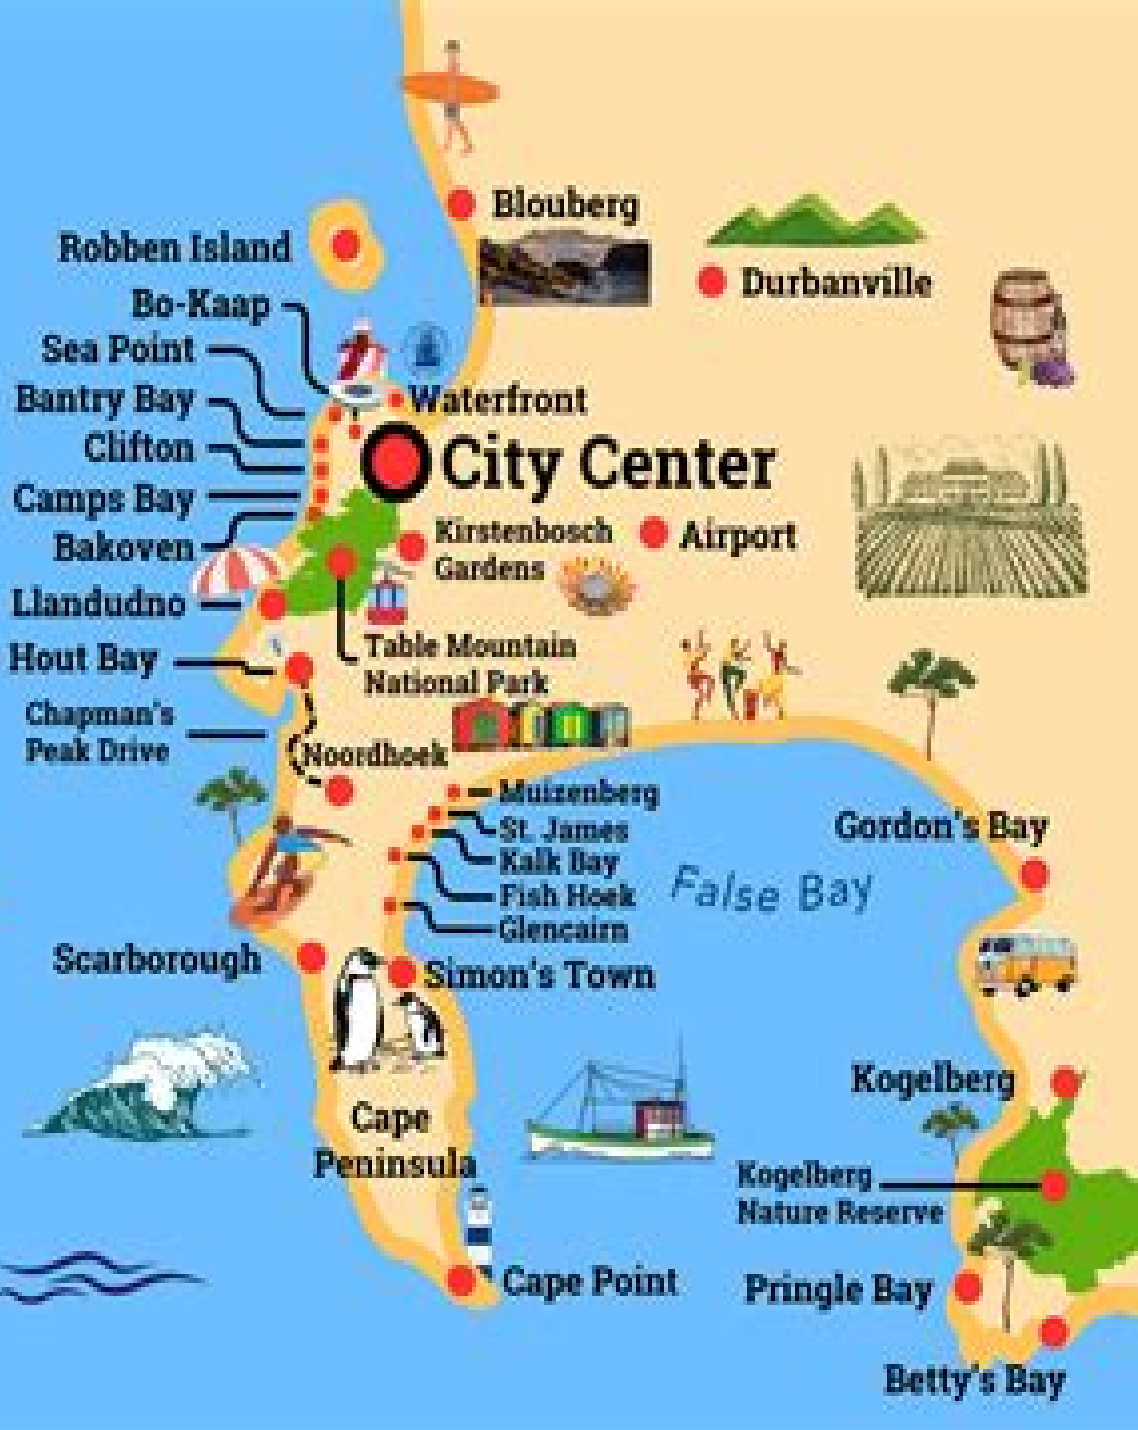 Blouberg
Robben Island
Durbanville
Bo-Kaap
Sea Point
Bantry Bay
Waterfront
Clifton
City Center
Camps Bay
Bakoven
Kirstenbosch
Gardens
Airport
Llandudno
Hout Bay
Table Mountain
National Park
Chapman's
Peak Drive
Noordhoek
Muizenberg
St. James
Kalk Bay
Fish Hoek
Glencairn
Gordon's Bay
False Bay
Scarborough
Simon's Town
Kogelberg
Cape
Peninsula
Kogelberg
Nature Reserve
Cape Point
Pringle Bay
Betty's Bay